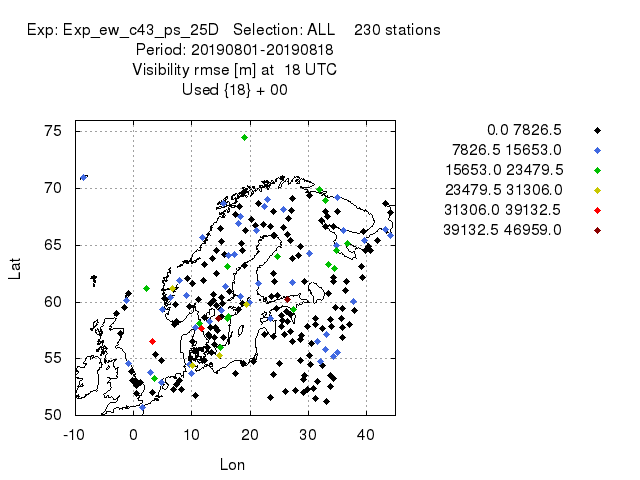 Exp: Exp_ew_c43_ps_25D   Selection: ALL    230 stations
Period: 20190801-20190818
Visibility rmse [m] at  18 UTC
Used {18} + 00
0.0 7826.5
7826.5 15653.0
15653.0 23479.5
23479.5 31306.0
31306.0 39132.5
39132.5 46959.0
75
70
65
60
55
50
Lat
-10 0 10 20 30 40
Lon